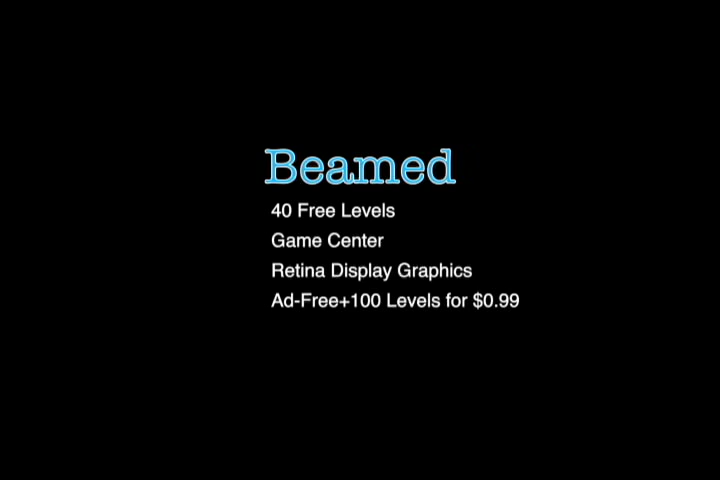 Beamed
40 Free Levels
Game Center
Retina Display Graphics
Ad-Free+100 Levels for $0.99